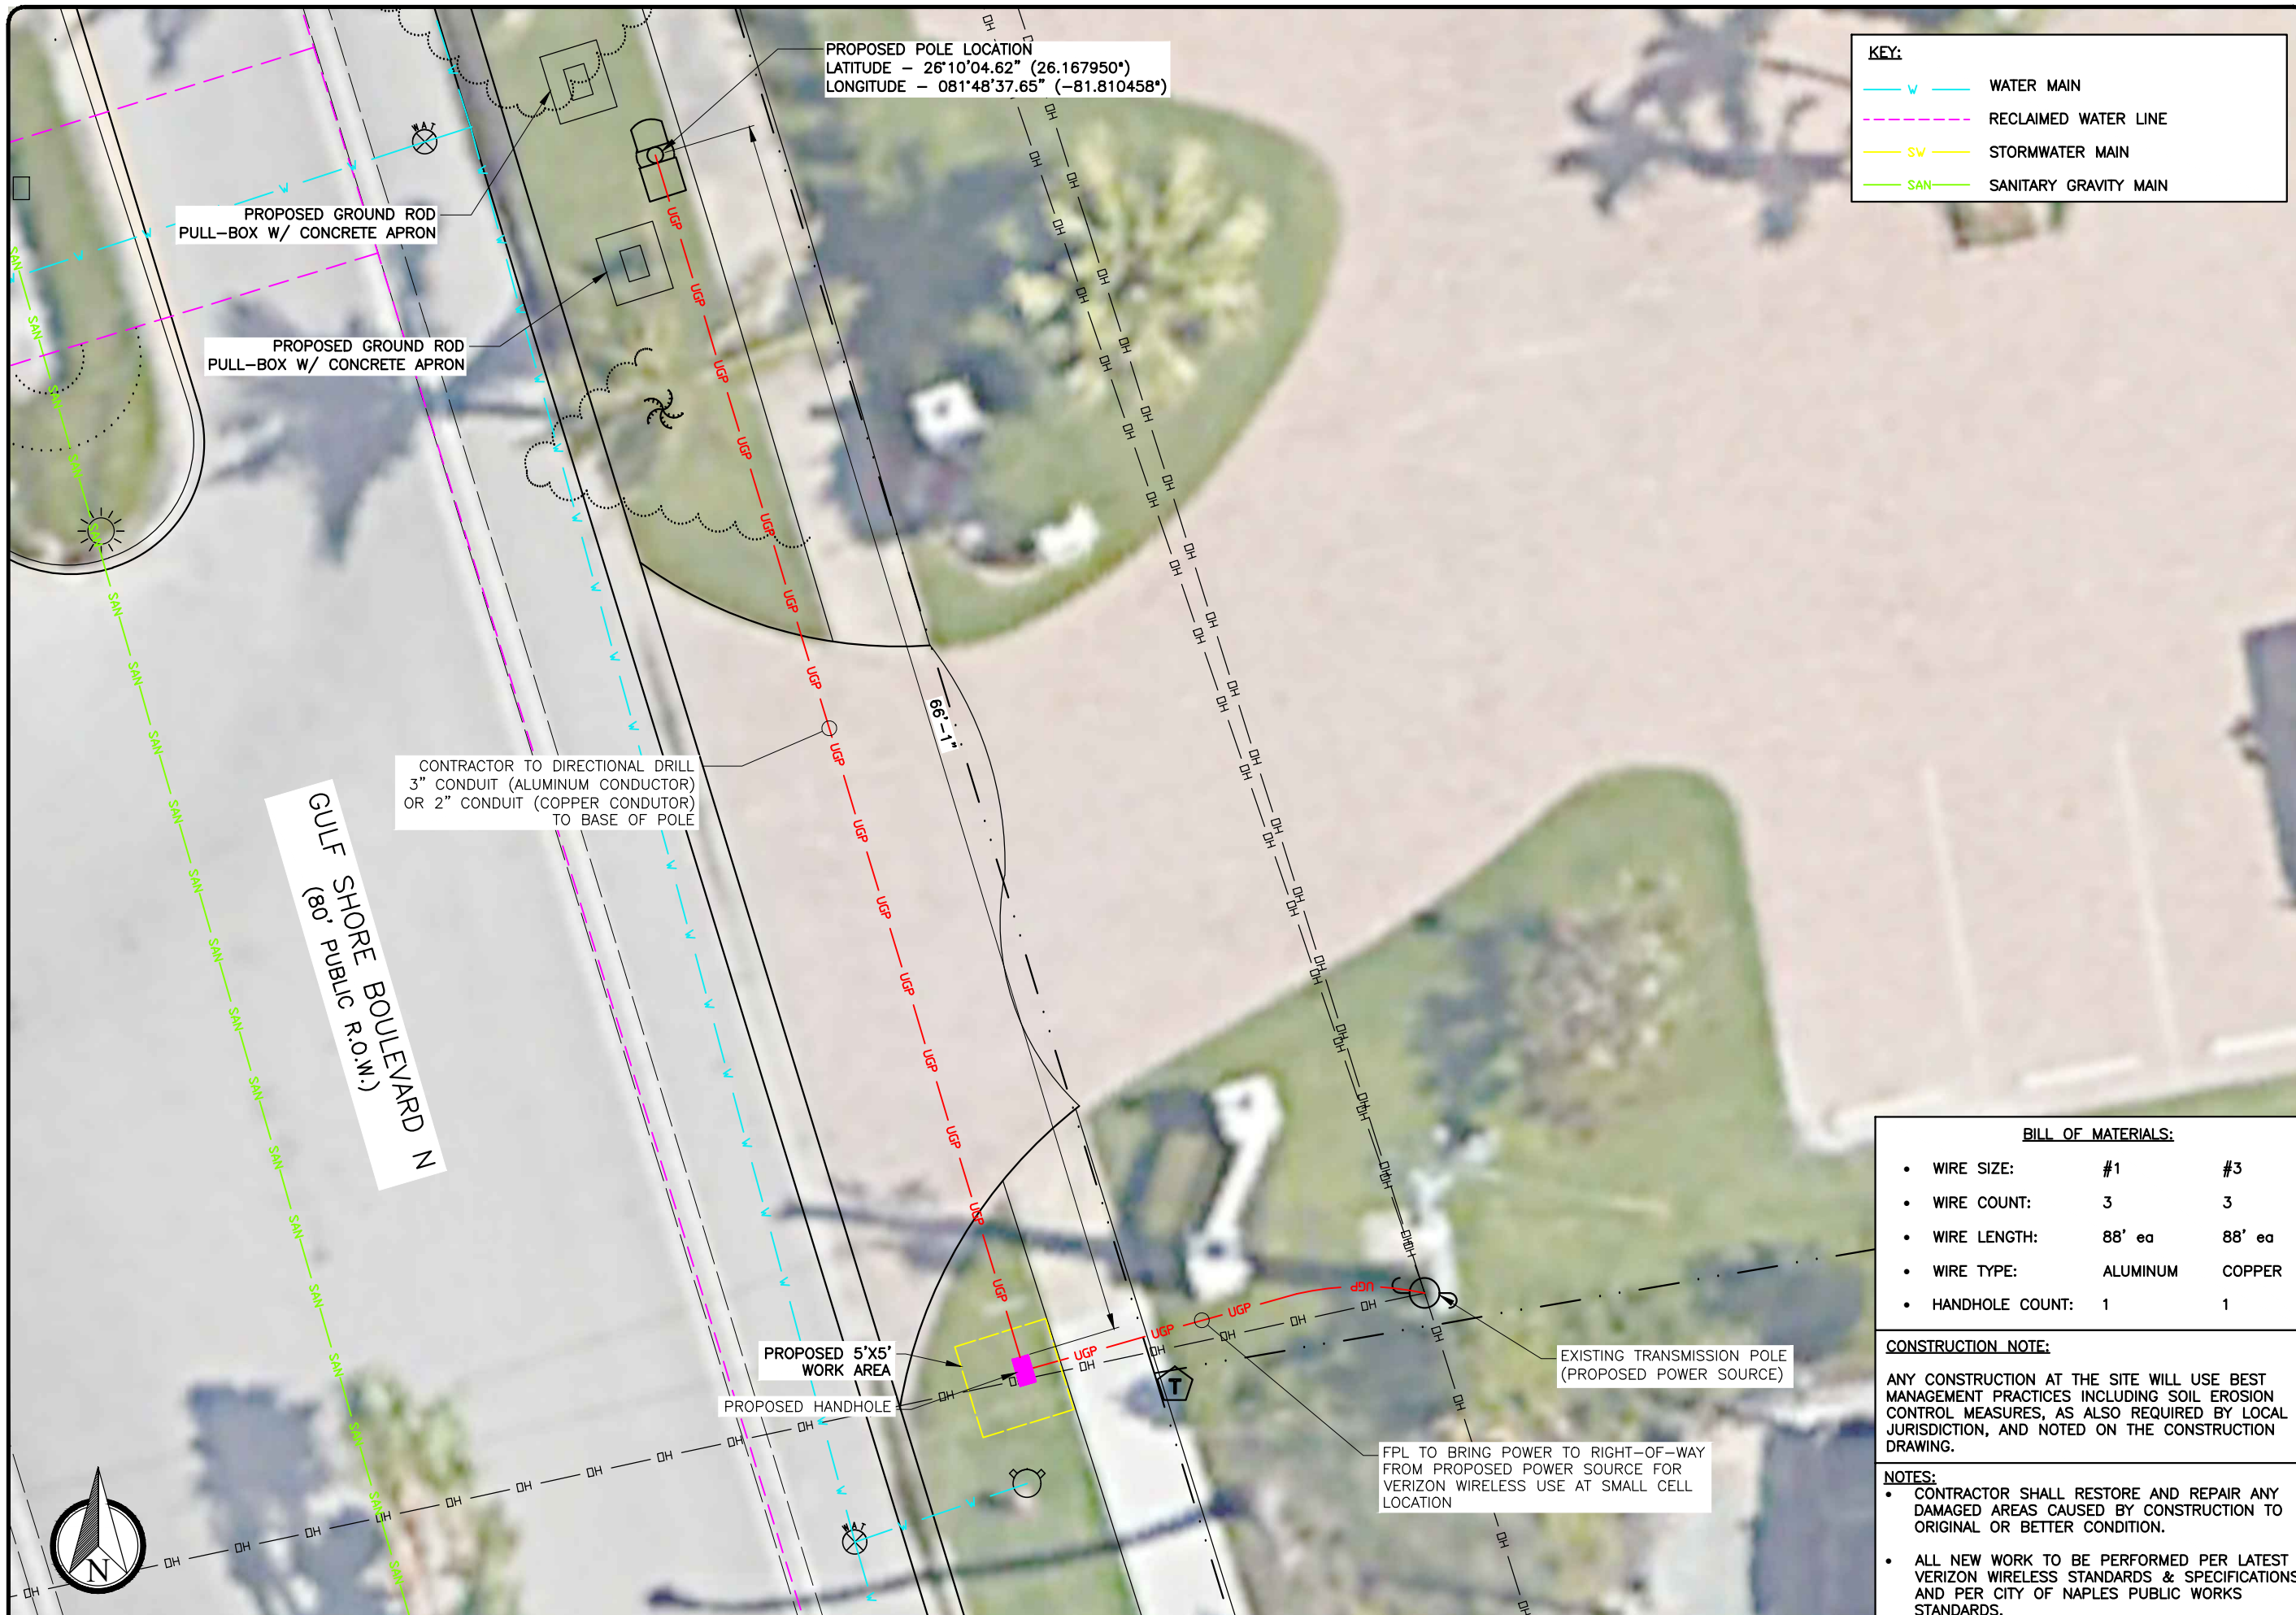 PROPOSED POLE LOCATION
LATITUDE - 26°10'04.62" (26.167950°)
LONGITUDE - 081°48'37.65" (-81.810458°)
KEY:
W WATER MAIN
RECLAIMED WATER LINE
SW STORMWATER MAIN
SAN SANITARY GRAVITY MAIN
WAT
PROPOSED GROUND ROD
PULL-BOX W/ CONCRETE APRON
PROPOSED GROUND ROD
PULL-BOX W/ CONCRETE APRON
UGP
OH
SAN
W
66'-1"
CONTRACTOR TO DIRECTIONAL DRILL
3" CONDUIT (ALUMINUM CONDUCTOR)
OR 2" CONDUIT (COPPER CONDUTOR)
TO BASE OF POLE
GULF SHORE BOULEVARD N
(80' PUBLIC R.O.W.)
PROPOSED 5'X5'
WORK AREA
PROPOSED HANDHOLE
T
EXISTING TRANSMISSION POLE
(PROPOSED POWER SOURCE)
FPL TO BRING POWER TO RIGHT-OF-WAY
FROM PROPOSED POWER SOURCE FOR
VERIZON WIRELESS USE AT SMALL CELL
LOCATION
WAT
N
BILL OF MATERIALS:
• WIRE SIZE: #1 #3
• WIRE COUNT: 3 3
• WIRE LENGTH: 88' ea 88' ea
• WIRE TYPE: ALUMINUM COPPER
• HANDHOLE COUNT: 1 1
CONSTRUCTION NOTE:
ANY CONSTRUCTION AT THE SITE WILL USE BEST
MANAGEMENT PRACTICES INCLUDING SOIL EROSION
CONTROL MEASURES, AS ALSO REQUIRED BY LOCAL
JURISDICTION, AND NOTED ON THE CONSTRUCTION
DRAWING.
NOTES:
• CONTRACTOR SHALL RESTORE AND REPAIR ANY
DAMAGED AREAS CAUSED BY CONSTRUCTION TO
ORIGINAL OR BETTER CONDITION.
• ALL NEW WORK TO BE PERFORMED PER LATEST
VERIZON WIRELESS STANDARDS & SPECIFICATIONS
AND PER CITY OF NAPLES PUBLIC WORKS
STANDARDS.